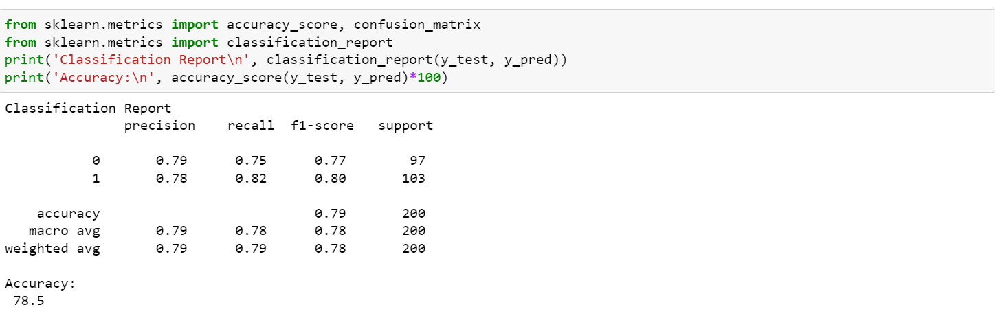 from sklearn.metrics import accuracy_score, confusion_matrix
from sklearn.metrics import classification_report
print('Classification Report\n', classification_report(y_test, y_pred))
print('Accuracy:\n', accuracy_score(y_test, y_pred)*100)
Classification Report
precision recall f1-score support
0 0.79 0.75 0.77 97
1 0.78 0.82 0.80 103
accuracy 0.79 200
macro avg 0.79 0.78 0.78 200
weighted avg 0.79 0.79 0.78 200
Accuracy:
78.5